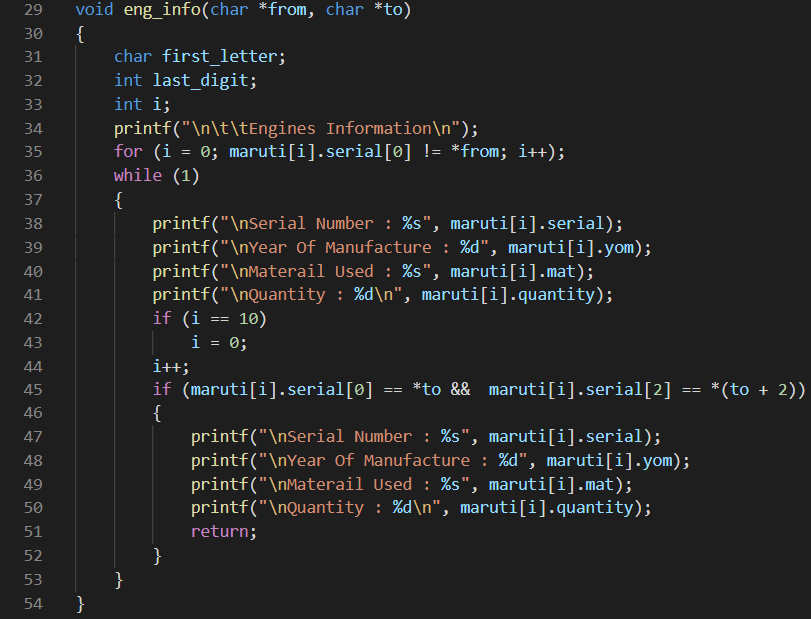 29 void eng_info(char *from, char *to)
30 {
31     char first_letter;
32     int last_digit;
33     int i;
34     printf("\n\t\tEngines Information\n");
35     for (i = 0; maruti[i].serial[0] != *from; i++);
36     while (1)
37     {
38         printf("\nSerial Number : %s", maruti[i].serial);
39         printf("\nYear Of Manufacture : %d", maruti[i].yom);
40         printf("\nMaterail Used : %s", maruti[i].mat);
41         printf("\nQuantity : %d\n", maruti[i].quantity);
42         if (i == 10)
43             i = 0;
44         i++;
45         if (maruti[i].serial[0] == *to &&  maruti[i].serial[2] == *(to + 2))
46         {
47             printf("\nSerial Number : %s", maruti[i].serial);
48             printf("\nYear Of Manufacture : %d", maruti[i].yom);
49             printf("\nMaterail Used : %s", maruti[i].mat);
50             printf("\nQuantity : %d\n", maruti[i].quantity);
51             return;
52         }
53     }
54 }